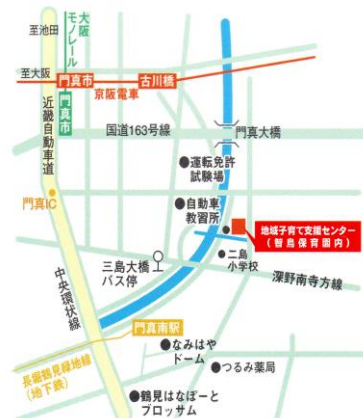 至池田
大阪
モノレール
至大阪
門真市
古川橋
京阪電車
門真市
近畿自動車道
国道163号線
門真大橋
●運転免許
試験場
門真IC
●自動車
教習所
地域子育て支援センター
(智鳥保育園内)
三島大橋
バス停
二島
小学校
深野南寺方線
中央環状線
門真南駅
●なみはや
ドーム
●つるみ薬局
長堀鶴見緑地線
(地下鉄)
●鶴見はなぽーと
ブロッサム